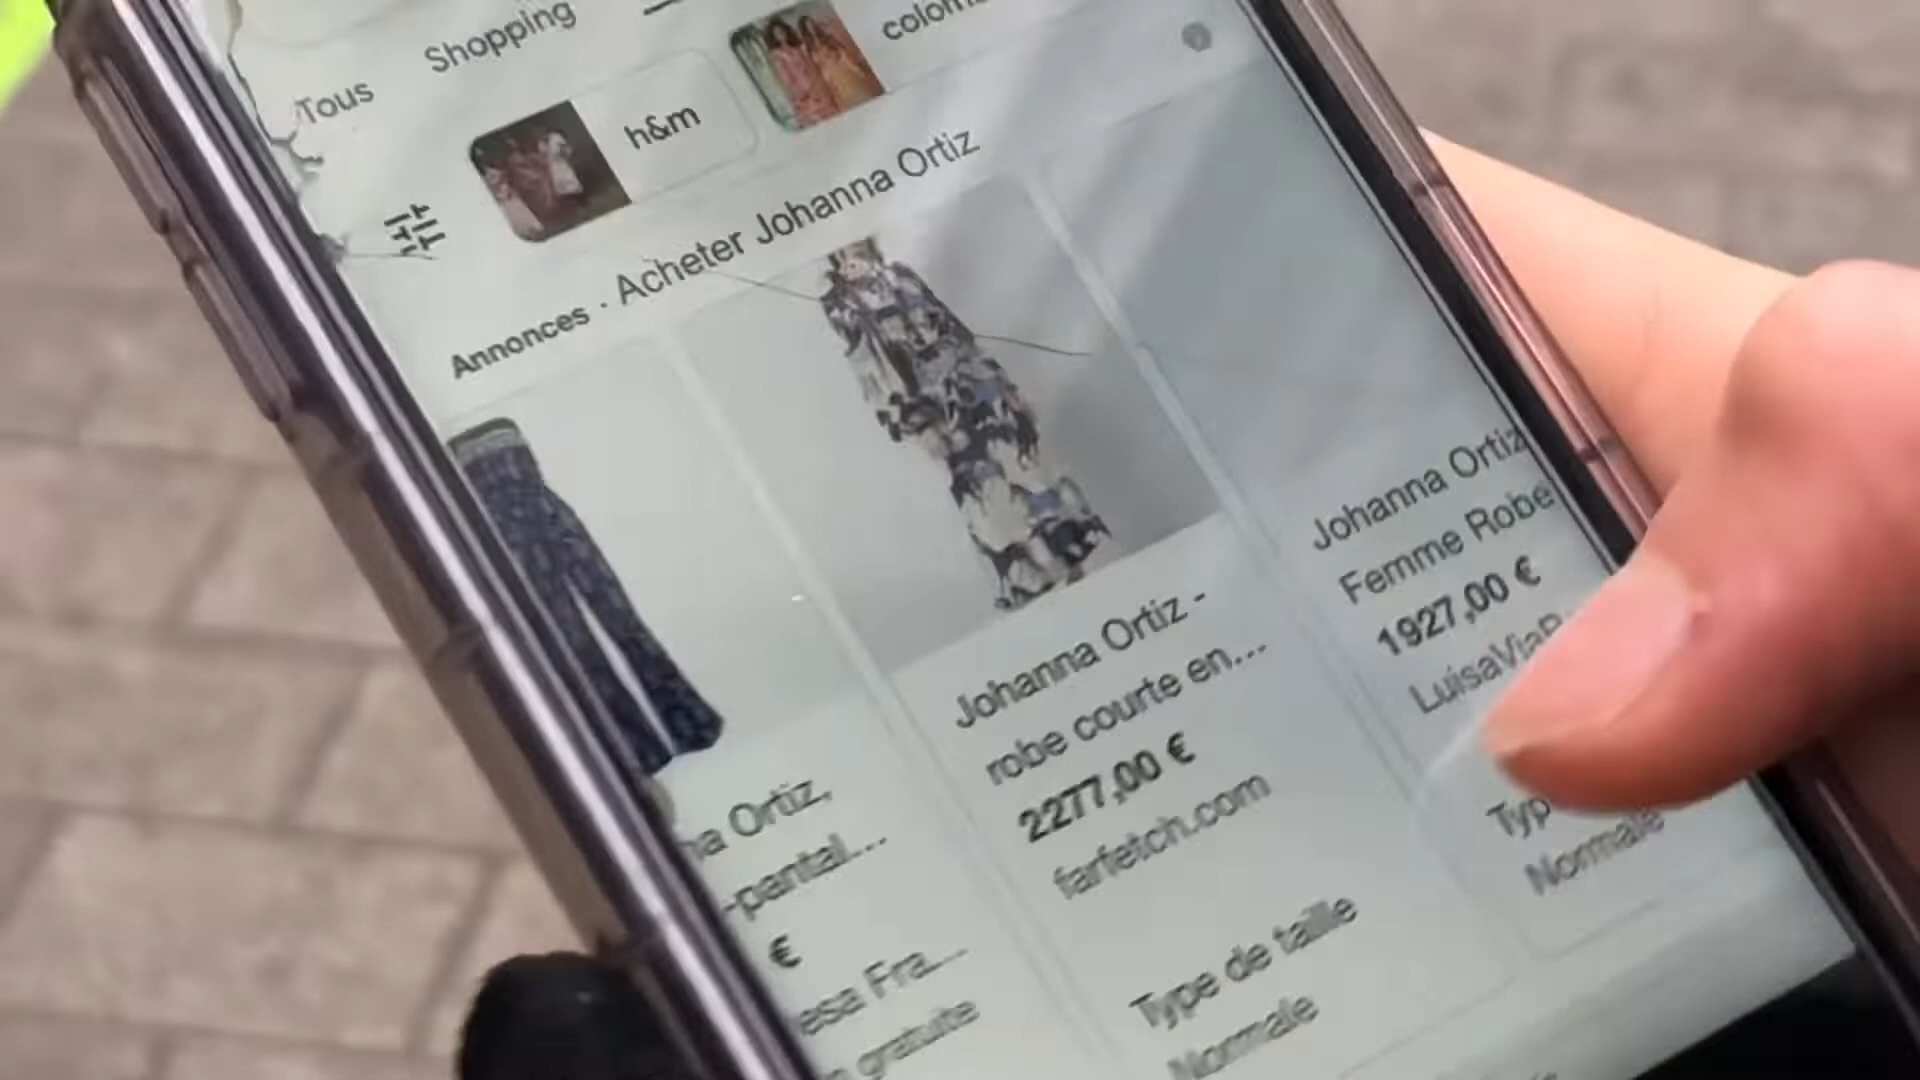 Tous
Shopping
h&m
Annonces · Acheter Johanna Ortiz
Ortiz,
-pantal...
€
gratuite
Johanna Ortiz -
robe courte en...
2277,00 €
farfetch.com
Type de taille
Normale
Johanna Ortiz
Femme Robe
1927,00 €
Normale